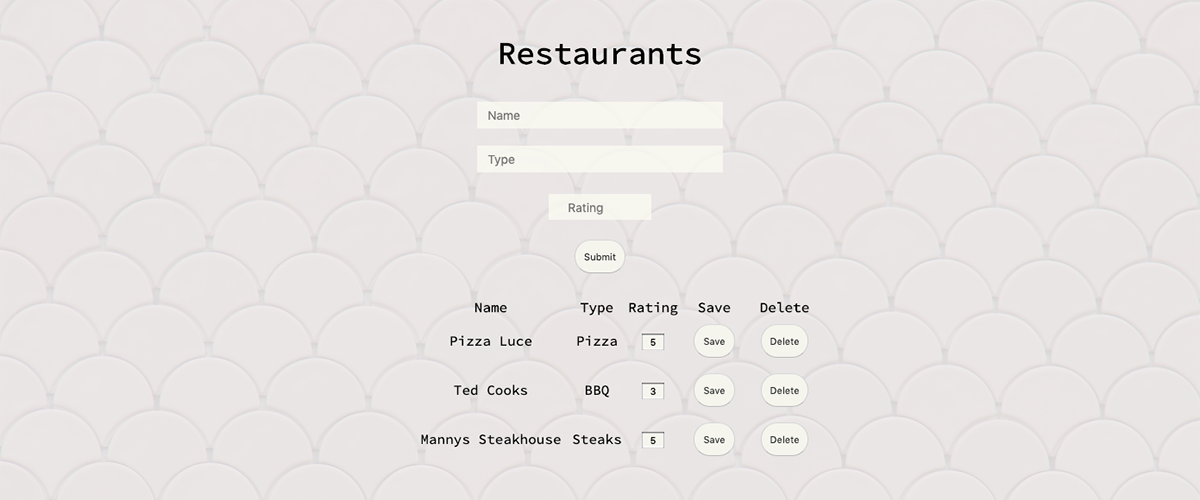 Restaurants
Name
Type
Rating
Submit
Name Type Rating Save Delete
Pizza Luce Pizza 5 Save Delete
Ted Cooks BBQ 3 Save Delete
Mannys Steakhouse Steaks 5 Save Delete